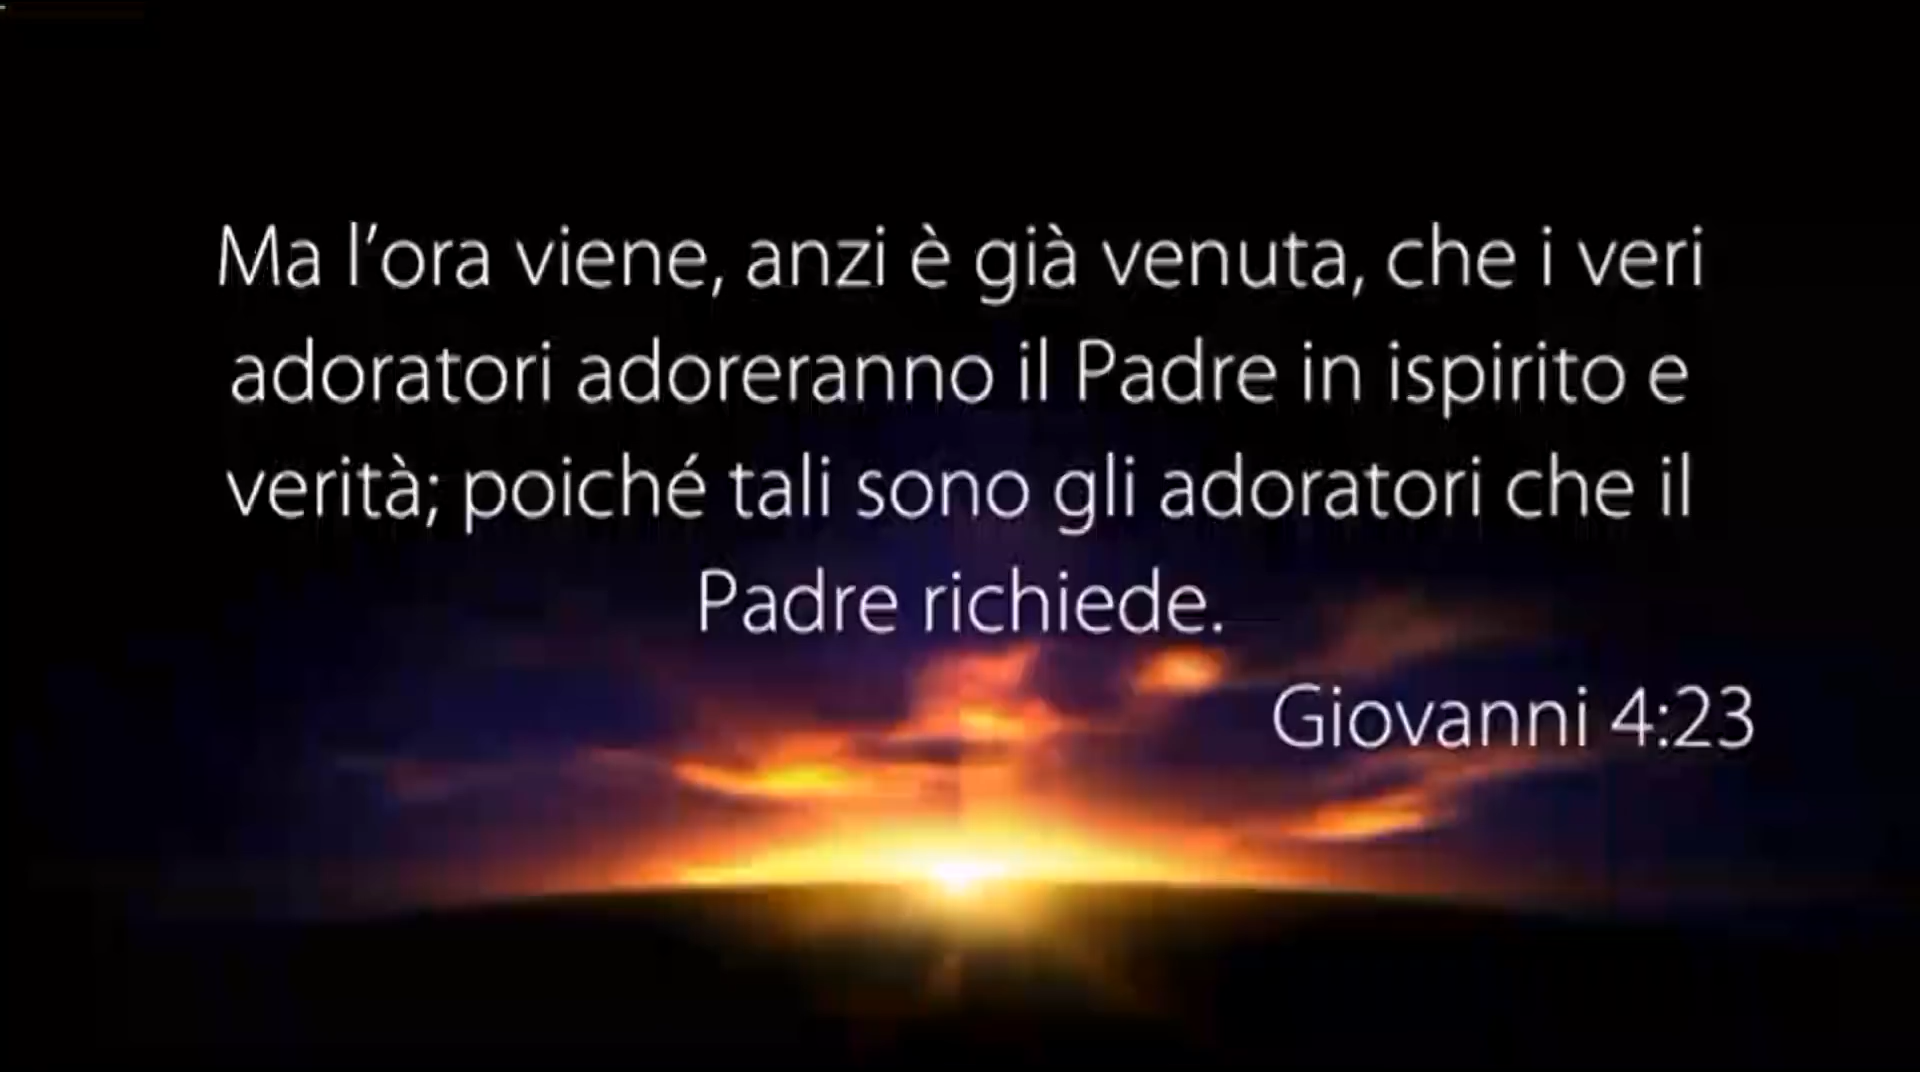 Ma l’ora viene, anzi è già venuta, che i veri
adoratori adoreranno il Padre in ispirito e
verità; poiché tali sono gli adoratori che il
Padre richiede.
Giovanni 4:23